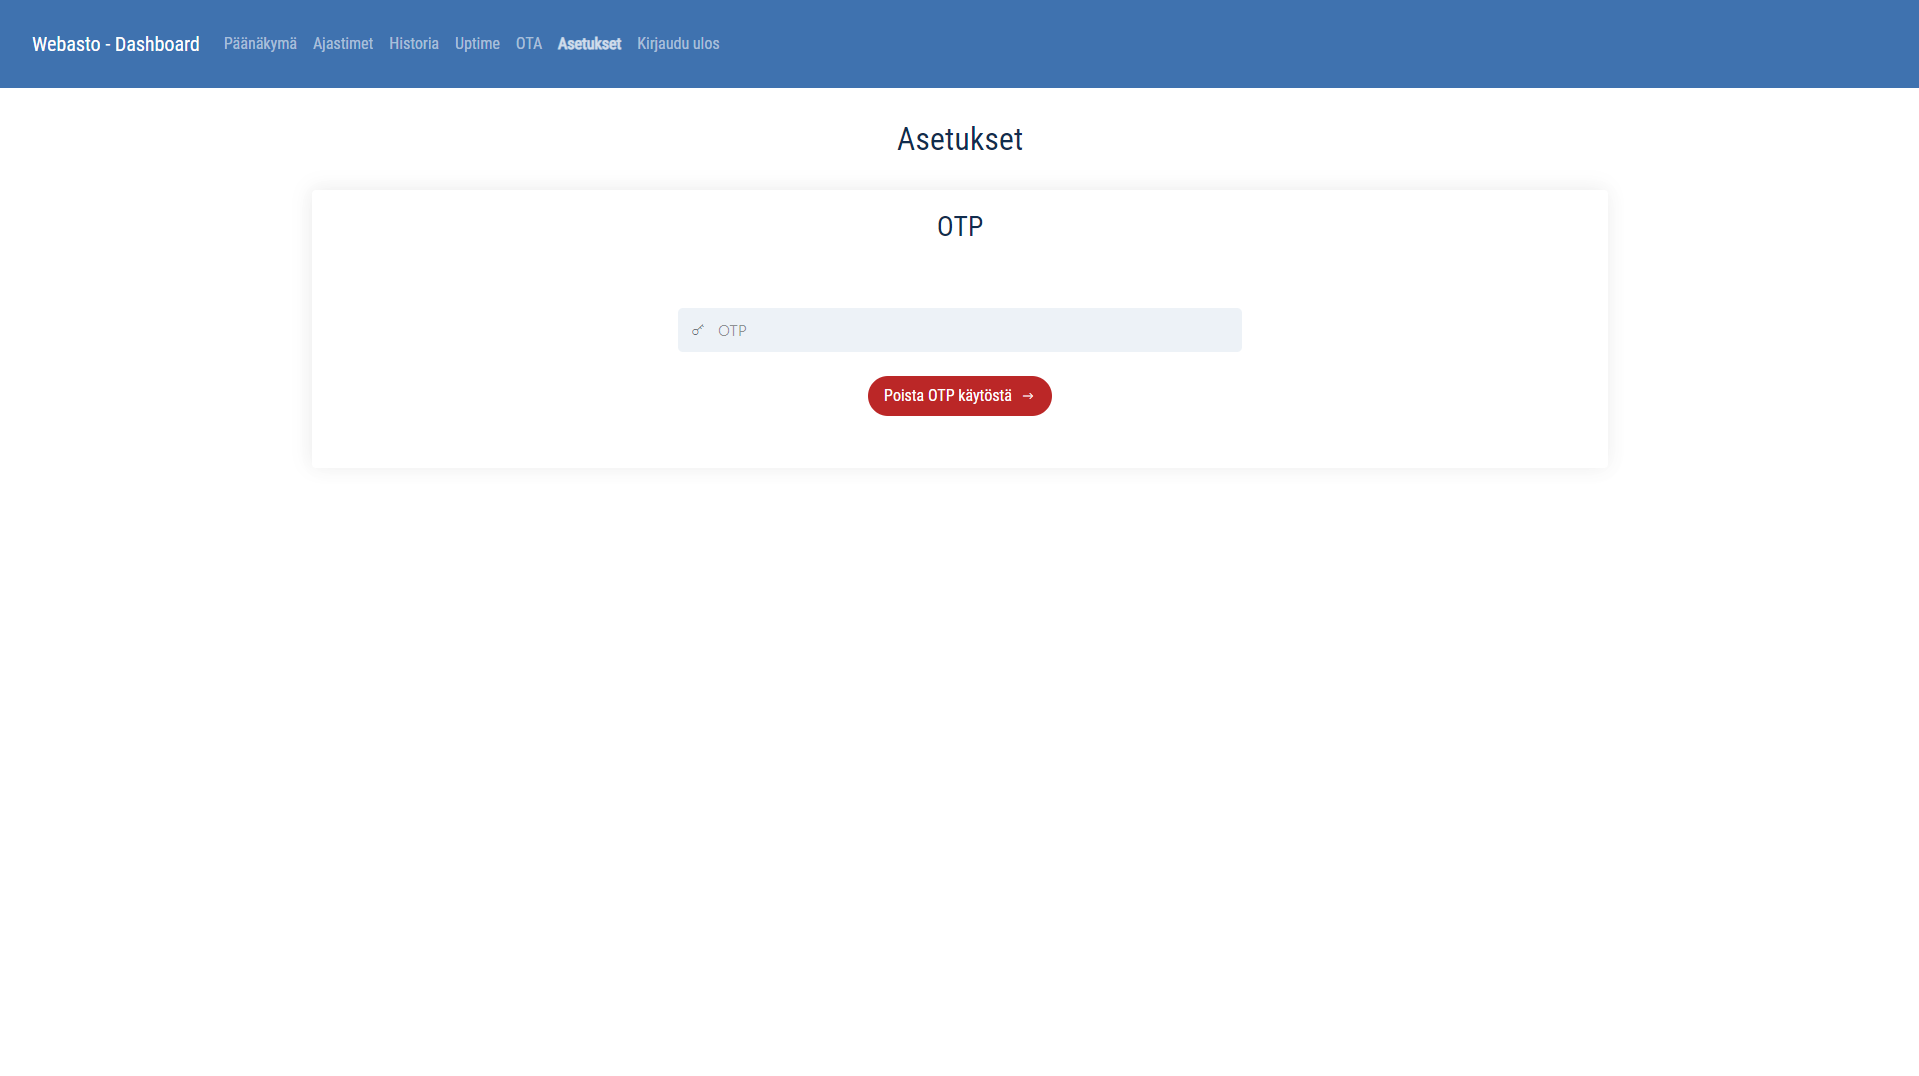 Webasto - Dashboard Päänäkymä Ajastimet Historia Uptime OTA Asetukset Kirjaudu ulos
Asetukset
OTP
OTP
Poista OTP käytöstä →